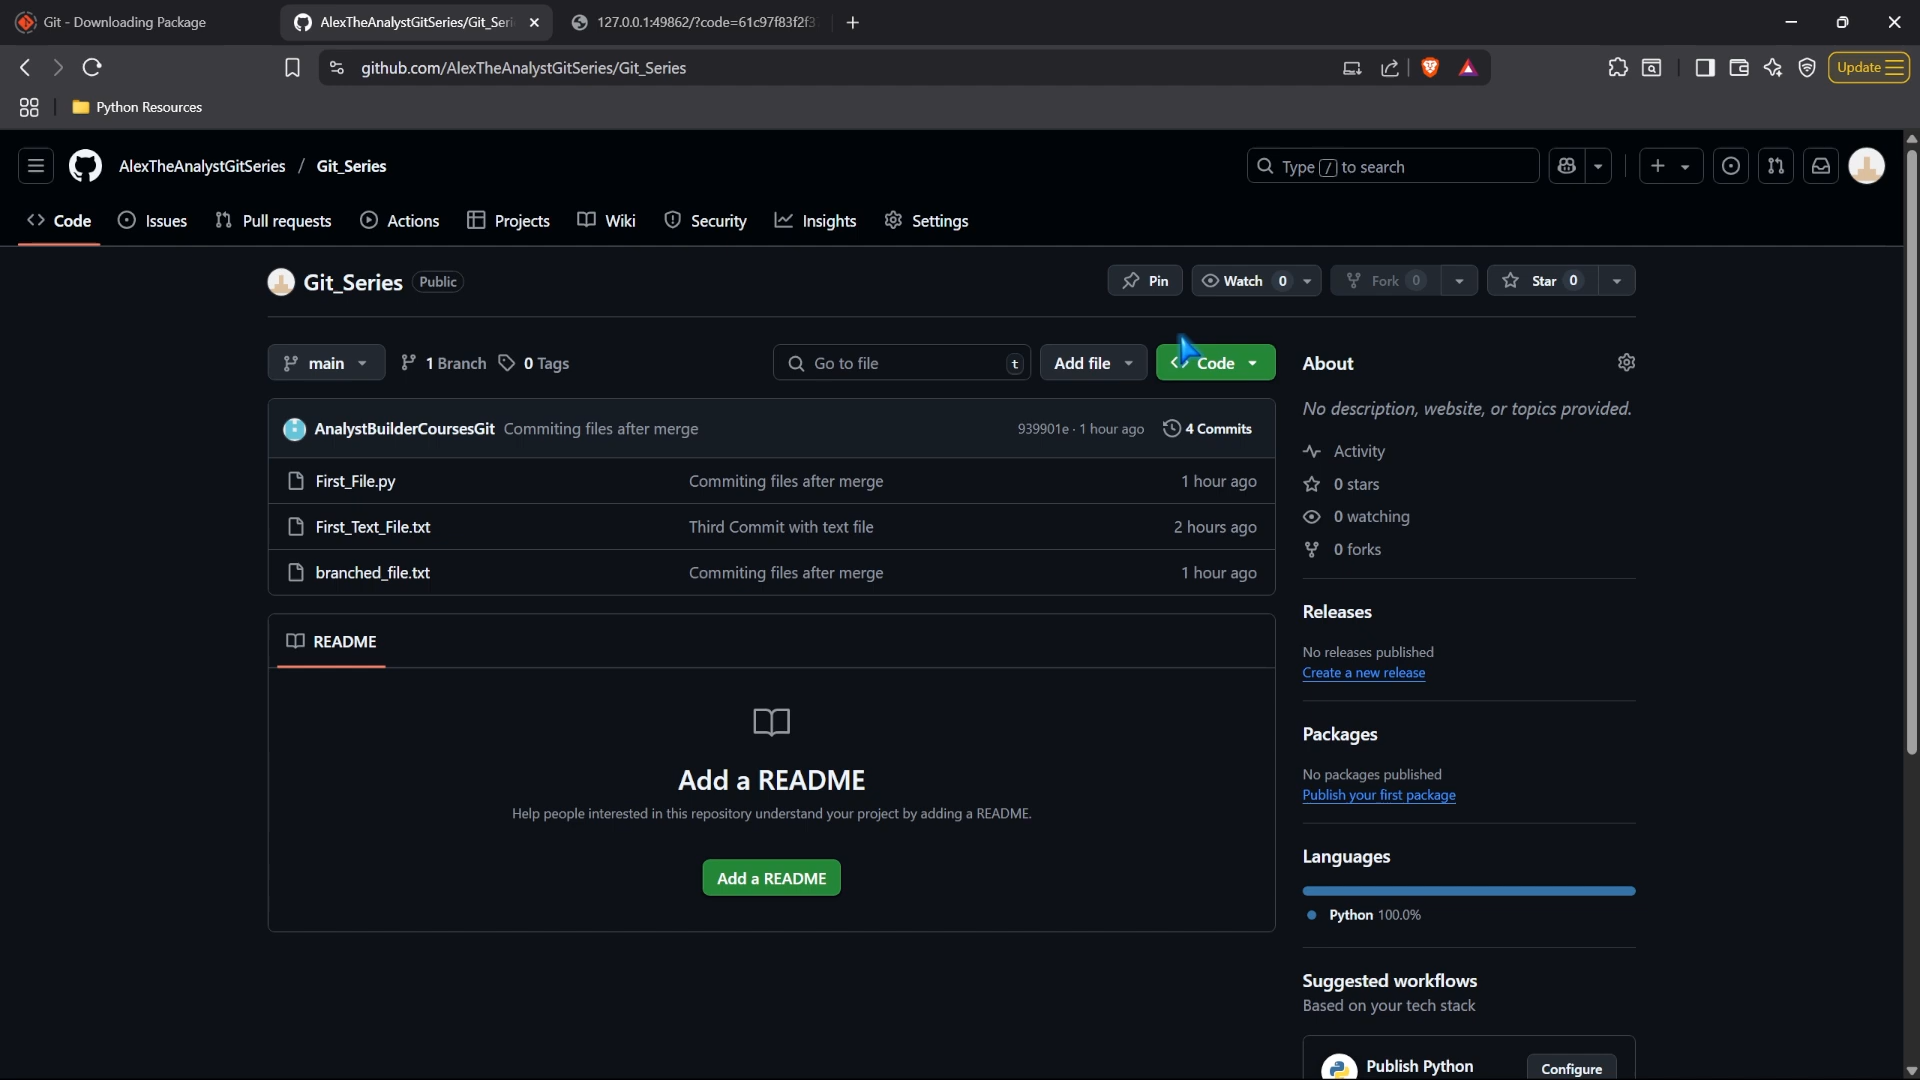 Git - Downloading Package
AlexTheAnalystGitSeries/Git_Seri
127.0.0.1:49862/?code=61c97f83f2f3
github.com/AlexTheAnalystGitSeries/Git_Series
Update
Python Resources
AlexTheAnalystGitSeries / Git_Series
Type / to search
Code Issues Pull requests Actions Projects Wiki Security Insights Settings
Git_Series Public
Pin Watch 0 Fork 0 Star 0
main 1 Branch 0 Tags Go to file t Add file Code
AnalystBuilderCoursesGit Commiting files after merge 939901e · 1 hour ago 4 Commits
First_File.py Commiting files after merge 1 hour ago
First_Text_File.txt Third Commit with text file 2 hours ago
branched_file.txt Commiting files after merge 1 hour ago
README
Add a README
Help people interested in this repository understand your project by adding a README.
Add a README
About
No description, website, or topics provided.
Activity
0 stars
0 watching
0 forks
Releases
No releases published
Create a new release
Packages
No packages published
Publish your first package
Languages
Python 100.0%
Suggested workflows
Based on your tech stack
Publish Python Configure